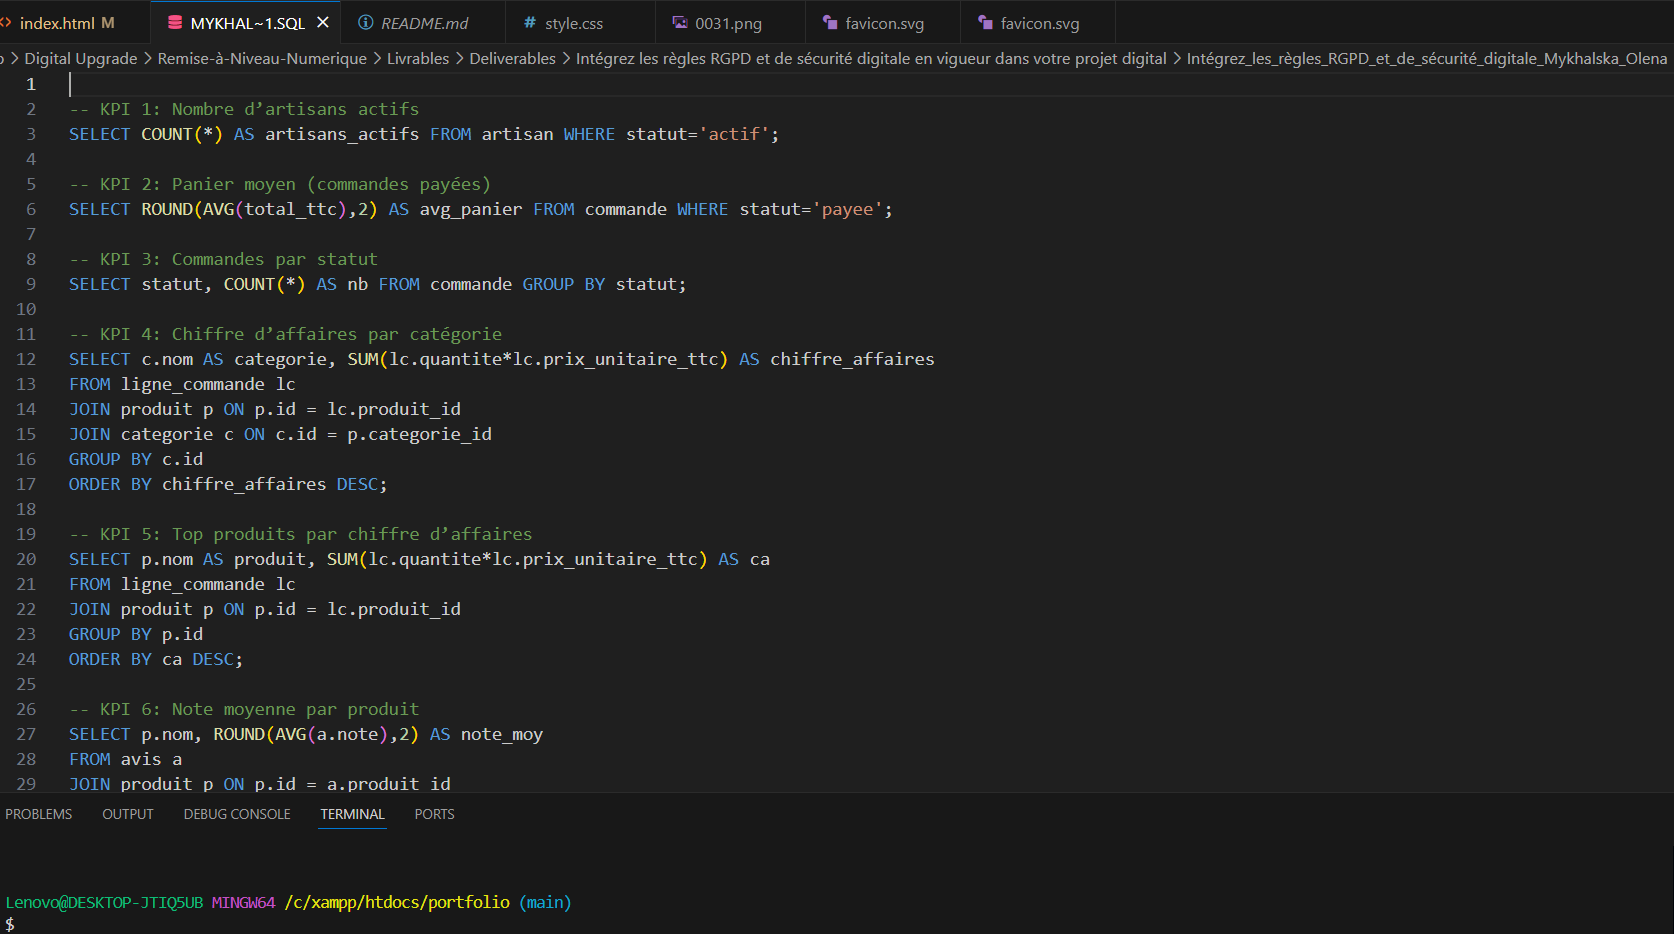 index.html M MYKHAL~1.SQL README.md style.css 0031.png favicon.svg favicon.svg
Digital Upgrade > Remise-à-Niveau-Numerique > Livrables > Deliverables > Intégrez les règles RGPD et de sécurité digitale en vigueur dans votre projet digital > Intégrez_les_règles_RGPD_et_de_sécurité_digitale_Mykhalska_Olena
1
2 -- KPI 1: Nombre d’artisans actifs
3 SELECT COUNT(*) AS artisans_actifs FROM artisan WHERE statut='actif';
4
5 -- KPI 2: Panier moyen (commandes payées)
6 SELECT ROUND(AVG(total_ttc),2) AS avg_panier FROM commande WHERE statut='payee';
7
8 -- KPI 3: Commandes par statut
9 SELECT statut, COUNT(*) AS nb FROM commande GROUP BY statut;
10
11 -- KPI 4: Chiffre d’affaires par catégorie
12 SELECT c.nom AS categorie, SUM(lc.quantite*lc.prix_unitaire_ttc) AS chiffre_affaires
13 FROM ligne_commande lc
14 JOIN produit p ON p.id = lc.produit_id
15 JOIN categorie c ON c.id = p.categorie_id
16 GROUP BY c.id
17 ORDER BY chiffre_affaires DESC;
18
19 -- KPI 5: Top produits par chiffre d’affaires
20 SELECT p.nom AS produit, SUM(lc.quantite*lc.prix_unitaire_ttc) AS ca
21 FROM ligne_commande lc
22 JOIN produit p ON p.id = lc.produit_id
23 GROUP BY p.id
24 ORDER BY ca DESC;
25
26 -- KPI 6: Note moyenne par produit
27 SELECT p.nom, ROUND(AVG(a.note),2) AS note_moy
28 FROM avis a
29 JOIN produit p ON p.id = a.produit_id
PROBLEMS OUTPUT DEBUG CONSOLE TERMINAL PORTS
Lenovo@DESKTOP-JTIQ5UB MINGW64 /c/xampp/htdocs/portfolio (main)
$